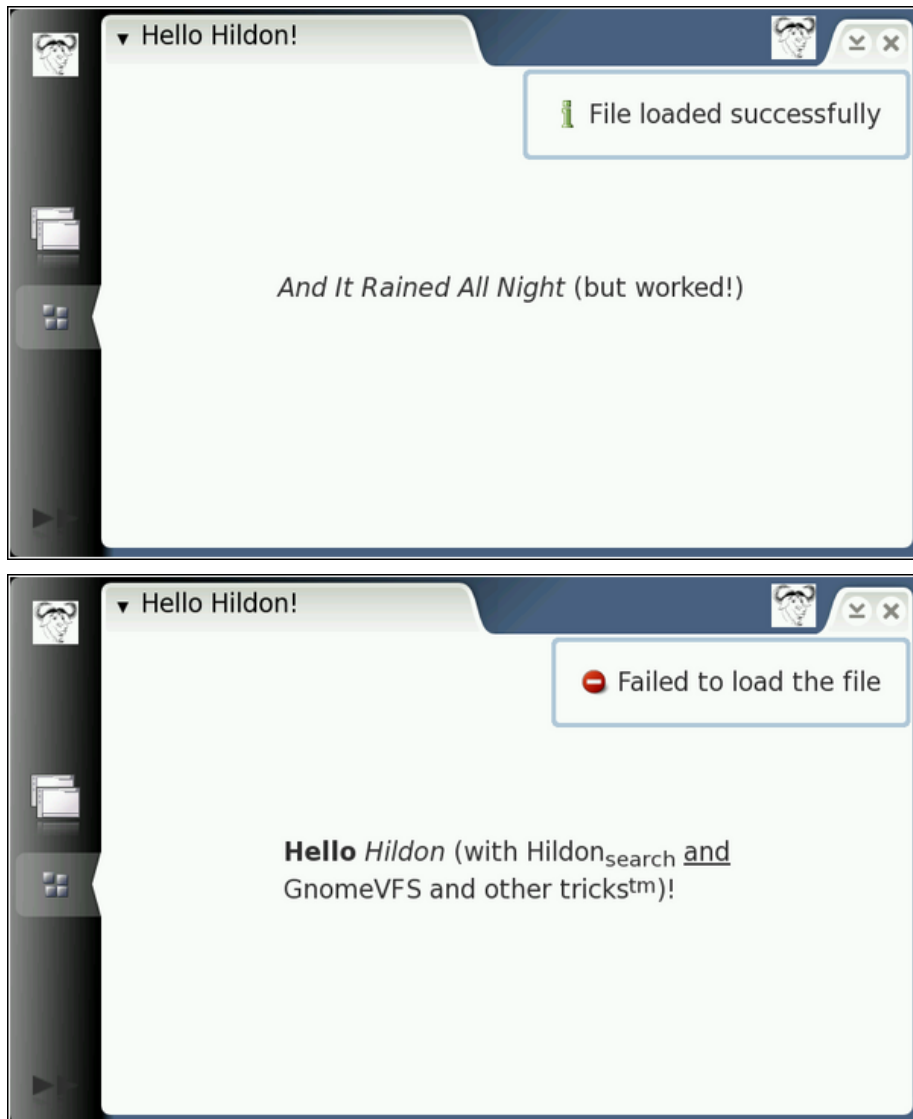 Hello Hildon!
File loaded successfully
And It Rained All Night (but worked!)
Hello Hildon!
Failed to load the file
Hello Hildon (with Hildonsearch and
GnomeVFS and other trickstm)!